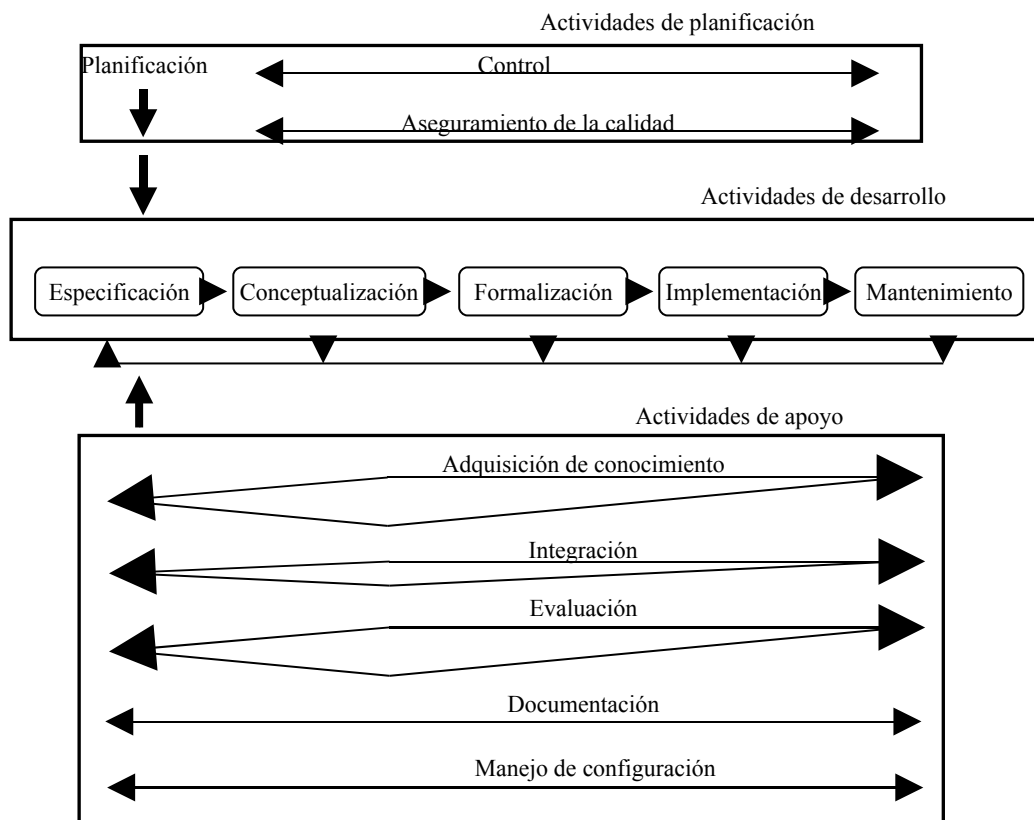 Actividades de planificación
Planificación
Control
Aseguramiento de la calidad
Actividades de desarrollo
Especificación
Conceptualización
Formalización
Implementación
Mantenimiento
Actividades de apoyo
Adquisición de conocimiento
Integración
Evaluación
Documentación
Manejo de configuración